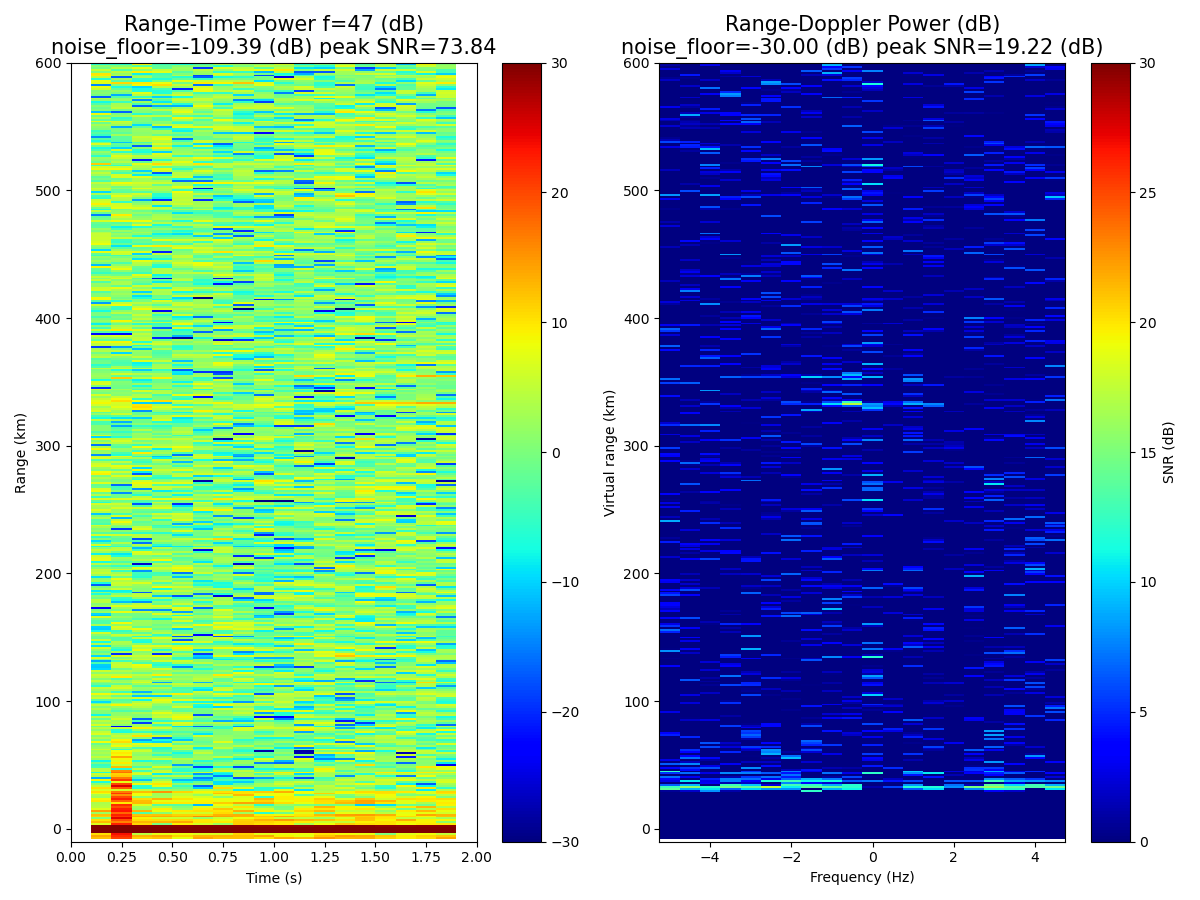 Range-Time Power f=47 (dB)
noise_floor=-109.39 (dB) peak SNR=73.84
Range (km)
600
500
400
300
200
100
0
0.00 0.25 0.50 0.75 1.00 1.25 1.50 1.75 2.00
Time (s)
30
20
10
0
−10
−20
−30
Range-Doppler Power (dB)
noise_floor=-30.00 (dB) peak SNR=19.22 (dB)
Virtual range (km)
600
500
400
300
200
100
0
−4 −2 0 2 4
Frequency (Hz)
30
25
20
15
10
5
0
SNR (dB)